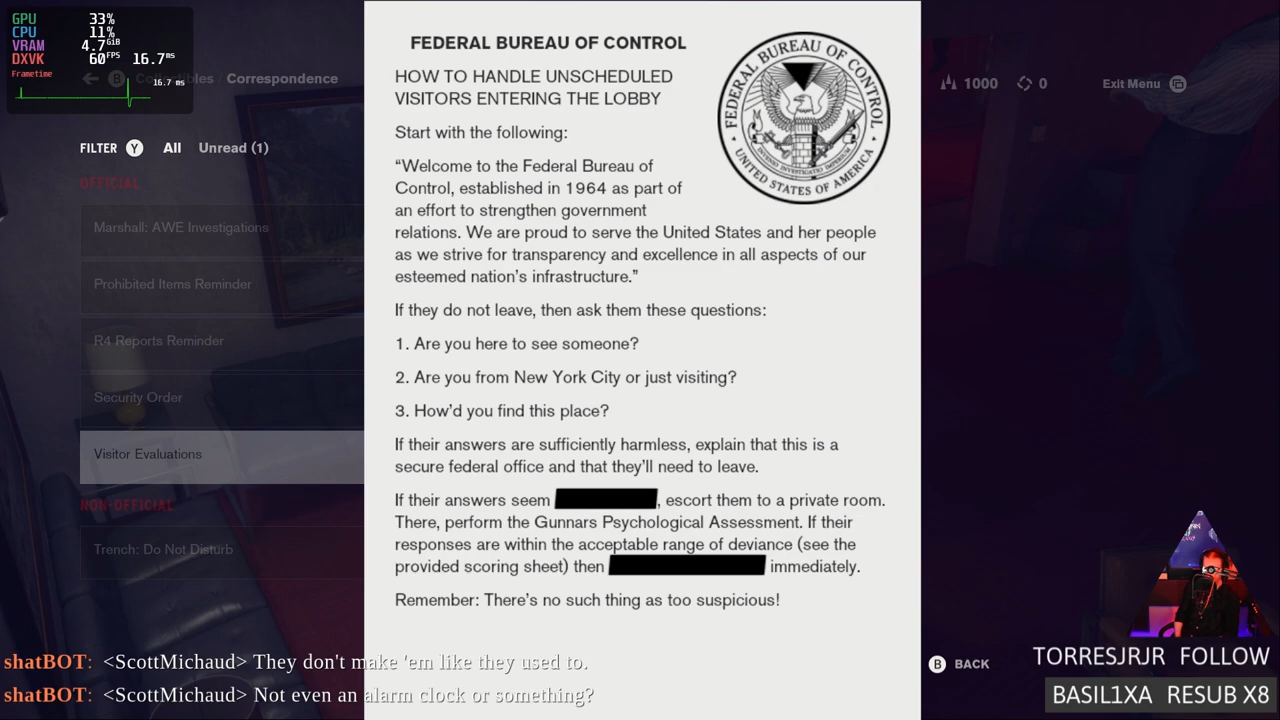 GPU 33%
CPU 11%
VRAM 4.7GiB
DXVK 60FPS 16.7ms
Frametime
16.7 ms
B Collectibles / Correspondence
1000 0 Exit Menu
FILTER Y All Unread (1)
OFFICIAL
Marshall: AWE Investigations
Prohibited Items Reminder
R4 Reports Reminder
Security Order
Visitor Evaluations
NON-OFFICIAL
Trench: Do Not Disturb
FEDERAL BUREAU OF CONTROL
HOW TO HANDLE UNSCHEDULED
VISITORS ENTERING THE LOBBY
Start with the following:
“Welcome to the Federal Bureau of
Control, established in 1964 as part of
an effort to strengthen government
relations. We are proud to serve the United States and her people
as we strive for transparency and excellence in all aspects of our
esteemed nation’s infrastructure.”
If they do not leave, then ask them these questions:
1. Are you here to see someone?
2. Are you from New York City or just visiting?
3. How’d you find this place?
If their answers are sufficiently harmless, explain that this is a
secure federal office and that they’ll need to leave.
If their answers seem , escort them to a private room.
There, perform the Gunnars Psychological Assessment. If their
responses are within the acceptable range of deviance (see the
provided scoring sheet) then immediately.
Remember: There’s no such thing as too suspicious!
FEDERAL BUREAU OF CONTROL
UNITED STATES OF AMERICA
shatBOT: <ScottMichaud> They don't make 'em like they used to.
shatBOT: <ScottMichaud> Not even an alarm clock or something?
B BACK
TORRESJRJR FOLLOW
BASIL1XA RESUB X8